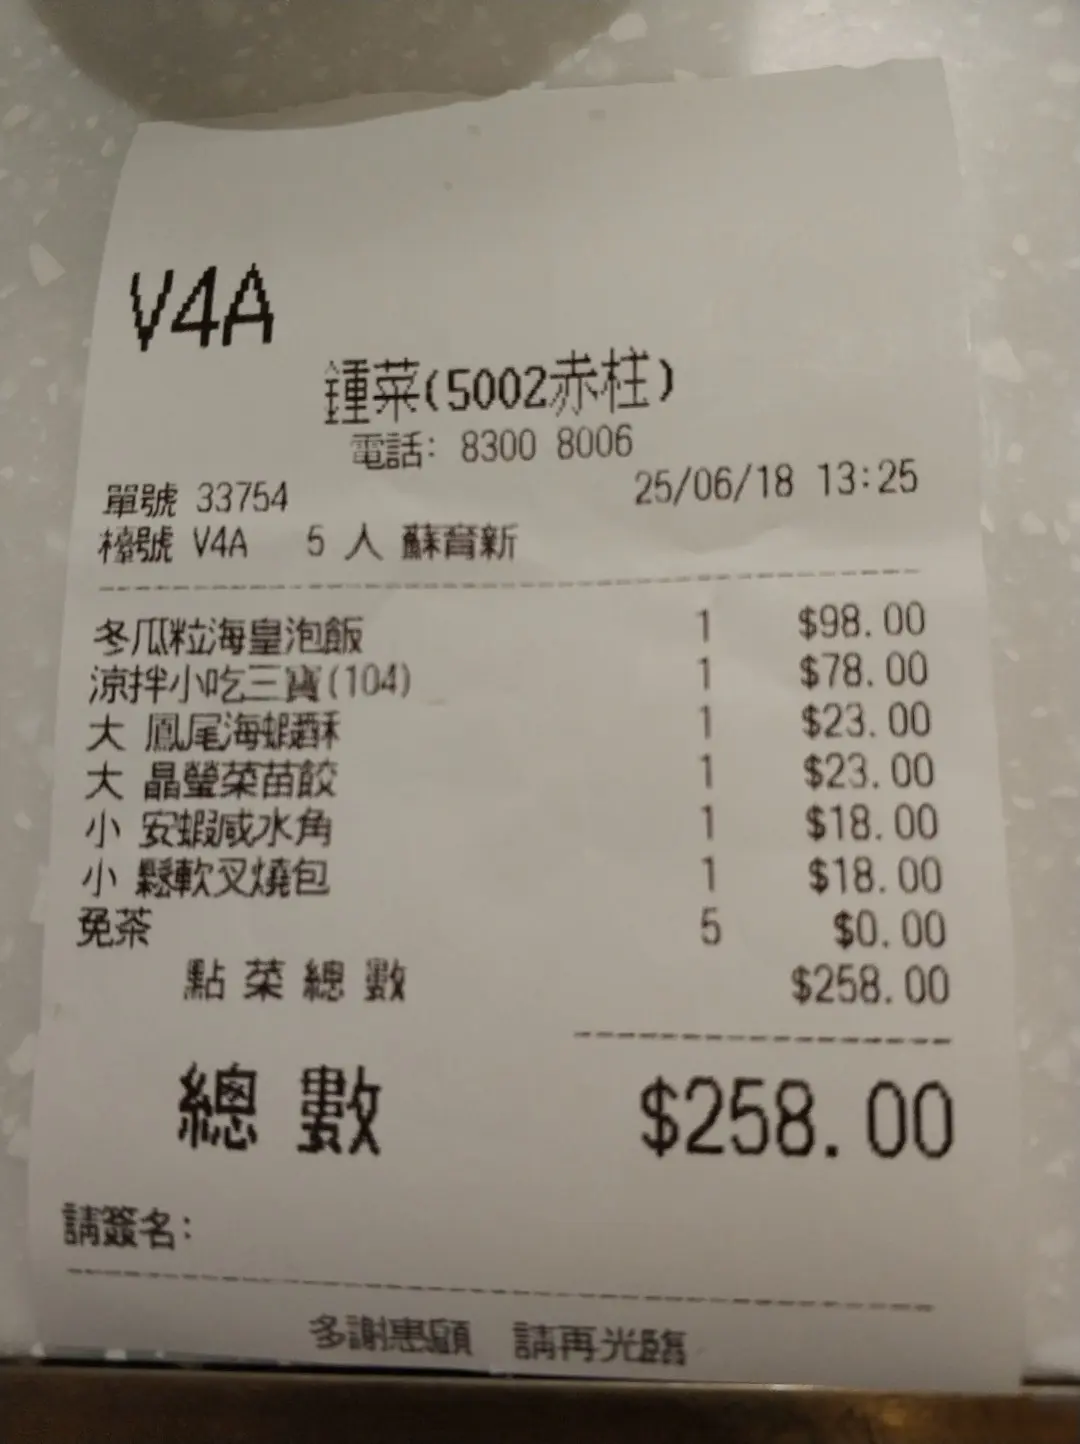 V4A
鍾菜(5002赤柱)
電話: 8300 8006
單號 33754 25/06/18 13:25
檯號 V4A 5 人 蘇育新
冬瓜粒海皇泡飯 1 $98.00
涼拌小吃三寶(104) 1 $78.00
大 鳳尾海蝦酥 1 $23.00
大 晶瑩菜苗餃 1 $23.00
小 安蝦咸水角 1 $18.00
小 鬆軟叉燒包 1 $18.00
免茶 5 $0.00
點菜總數 $258.00
總數 $258.00
請簽名:
多謝惠顧 請再光臨